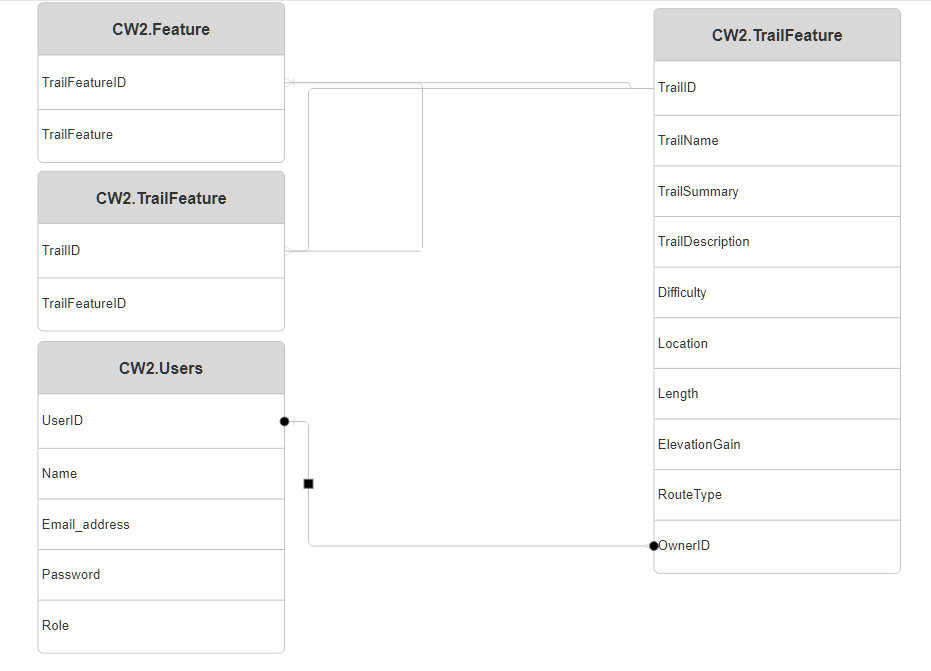 CW2.Feature
TrailFeatureID
TrailFeature
CW2.TrailFeature
TrailID
TrailFeatureID
CW2.Users
UserID
Name
Email_address
Password
Role
CW2.TrailFeature
TrailID
TrailName
TrailSummary
TrailDescription
Difficulty
Location
Length
ElevationGain
RouteType
OwnerID